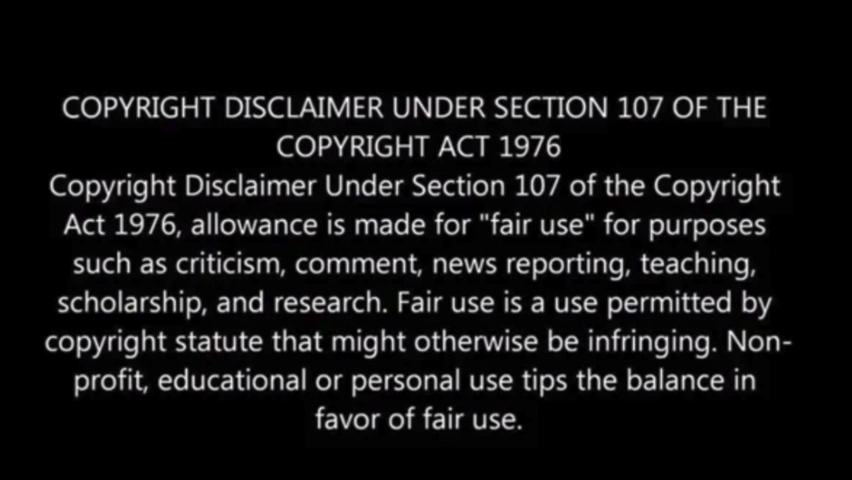 COPYRIGHT DISCLAIMER UNDER SECTION 107 OF THE
COPYRIGHT ACT 1976
Copyright Disclaimer Under Section 107 of the Copyright
Act 1976, allowance is made for "fair use" for purposes
such as criticism, comment, news reporting, teaching,
scholarship, and research. Fair use is a use permitted by
copyright statute that might otherwise be infringing. Non-
profit, educational or personal use tips the balance in
favor of fair use.